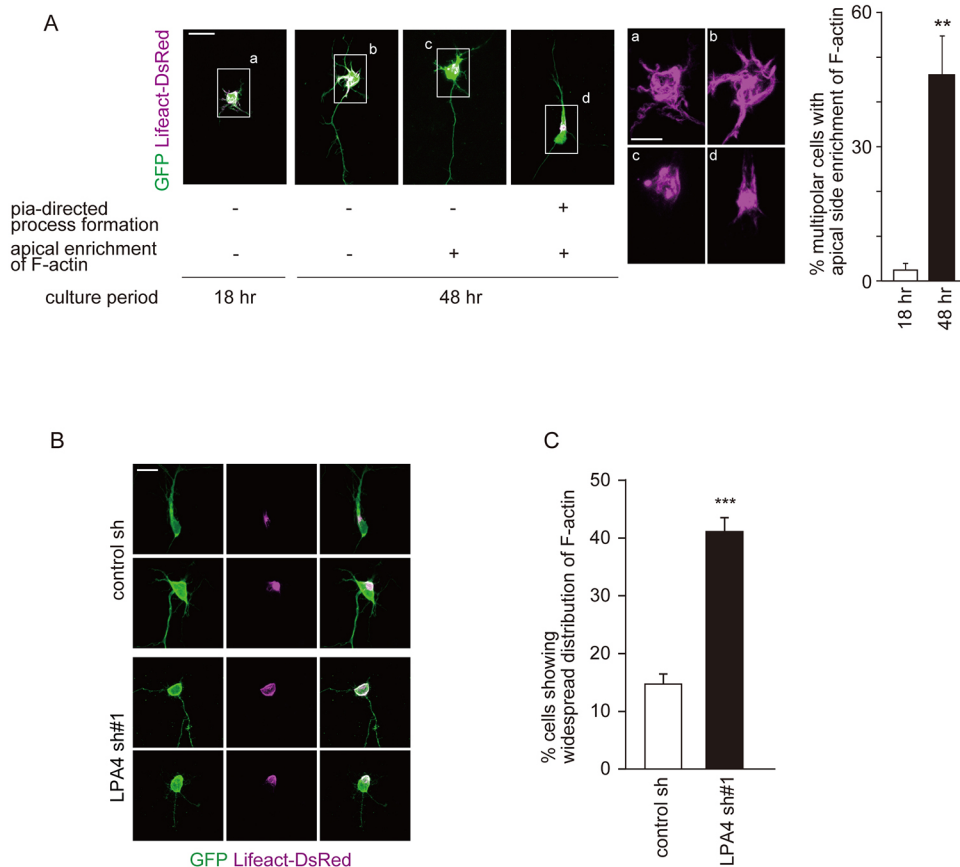 A
GFP Lifeact-DsRed
a
b
c
d
a
b
c
d
pia-directed
process formation
- - - +
apical enrichment
of F-actin
- - + +
culture period
18 hr
48 hr
% multipolar cells with
apical side enrichment of F-actin
60
30
0
**
18 hr
48 hr
B
control sh
LPA4 sh#1
GFP Lifeact-DsRed
C
% cells showing
widespread distribution of F-actin
50
40
30
20
10
0
***
control sh
LPA4 sh#1